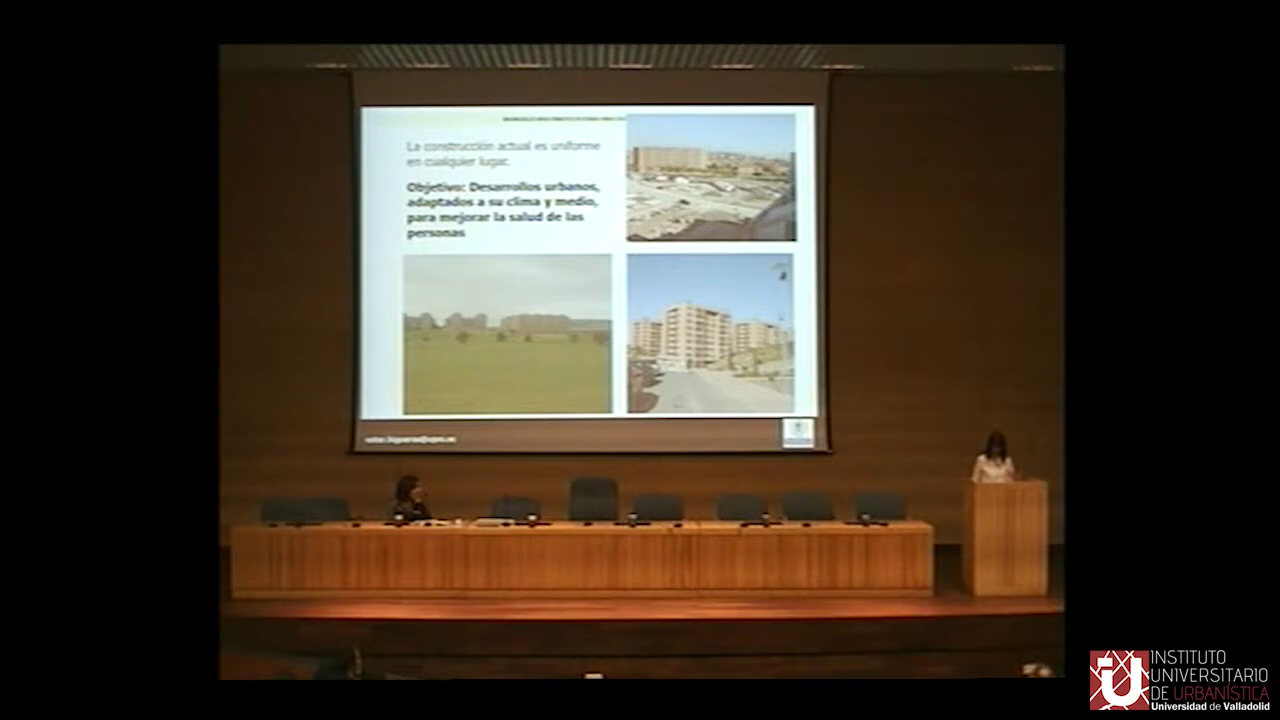 La construcción actual es uniforme
en cualquier lugar.
Objetivo: Desarrollos urbanos,
adaptados a su clima y medio,
para mejorar la salud de las
personas
INSTITUTO
UNIVERSITARIO
DE URBANÍSTICA
Universidad de Valladolid